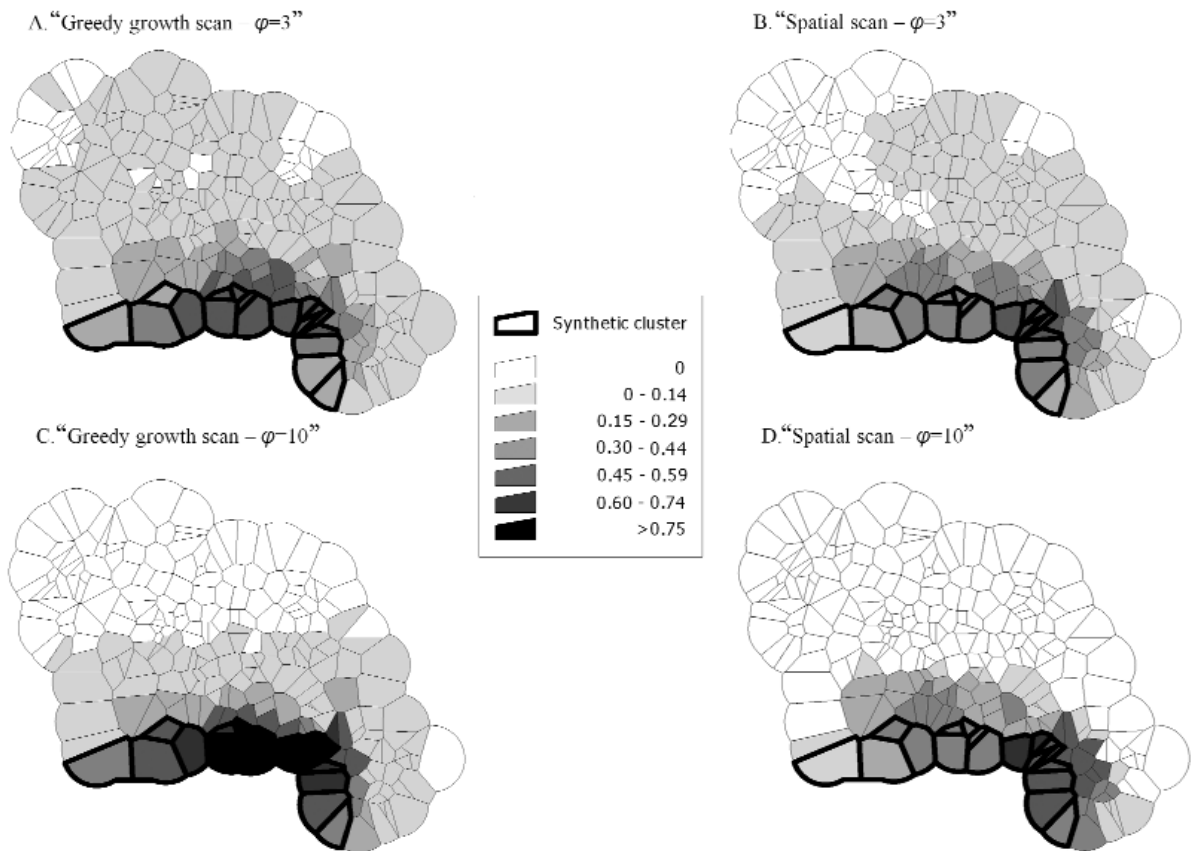 A. “Greedy growth scan – φ=3”
B. “Spatial scan – φ=3”
Synthetic cluster
0
0 - 0.14
0.15 - 0.29
0.30 - 0.44
0.45 - 0.59
0.60 - 0.74
>0.75
C. “Greedy growth scan – φ=10”
D. “Spatial scan – φ=10”